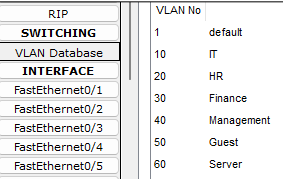 RIP
SWITCHING
VLAN Database
INTERFACE
FastEthernet0/1
FastEthernet0/2
FastEthernet0/3
FastEthernet0/4
FastEthernet0/5
VLAN No
1 default
10 IT
20 HR
30 Finance
40 Management
50 Guest
60 Server